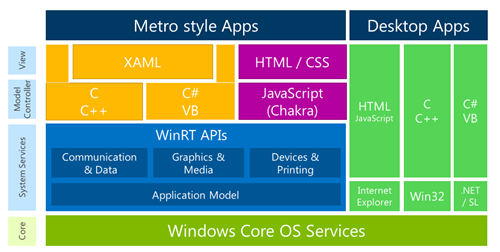 Metro style Apps
Desktop Apps
View
XAML
HTML / CSS
Model
Controller
C
C++
C#
VB
JavaScript
(Chakra)
HTML
JavaScript
C
C++
C#
VB
System Services
WinRT APIs
Communication
& Data
Graphics &
Media
Devices &
Printing
Application Model
Internet
Explorer
Win32
.NET
/ SL
Core
Windows Core OS Services